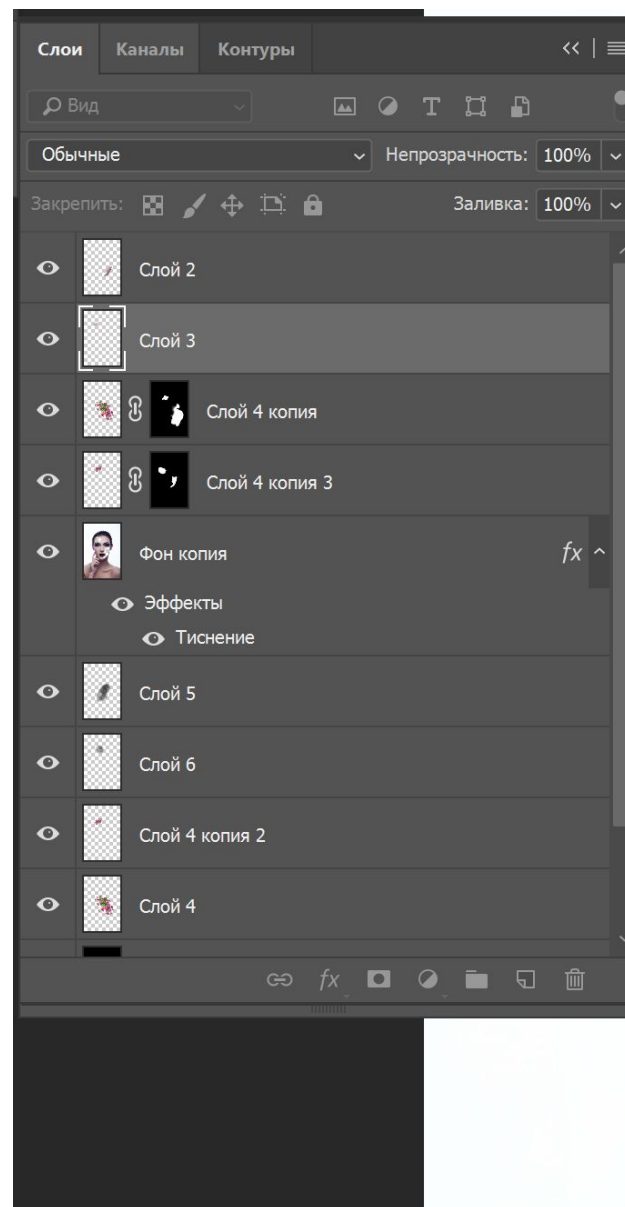 Слои Каналы Контуры
Вид
Обычные Непрозрачность: 100%
Закрепить: Заливка: 100%
Слой 2
Слой 3
Слой 4 копия
Слой 4 копия 3
Фон копия fx
Эффекты
Тиснение
Слой 5
Слой 6
Слой 4 копия 2
Слой 4
fx